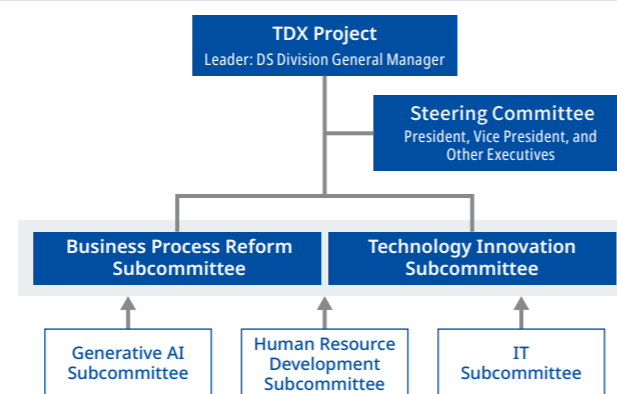 TDX Project
Leader: DS Division General Manager
Steering Committee
President, Vice President, and
Other Executives
Business Process Reform
Subcommittee
Technology Innovation
Subcommittee
Generative AI
Subcommittee
Human Resource
Development
Subcommittee
IT
Subcommittee